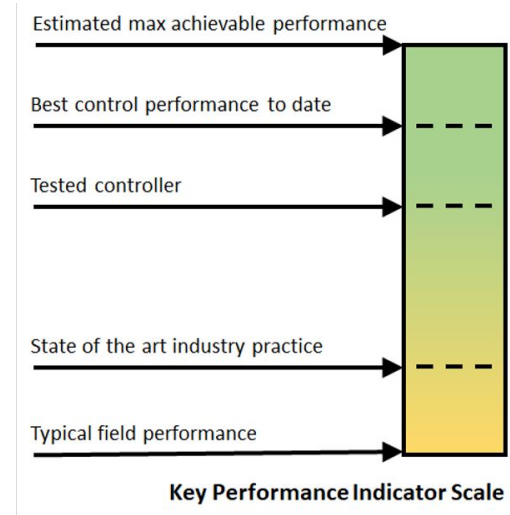 Estimated max achievable performance
Best control performance to date
Tested controller
State of the art industry practice
Typical field performance
Key Performance Indicator Scale